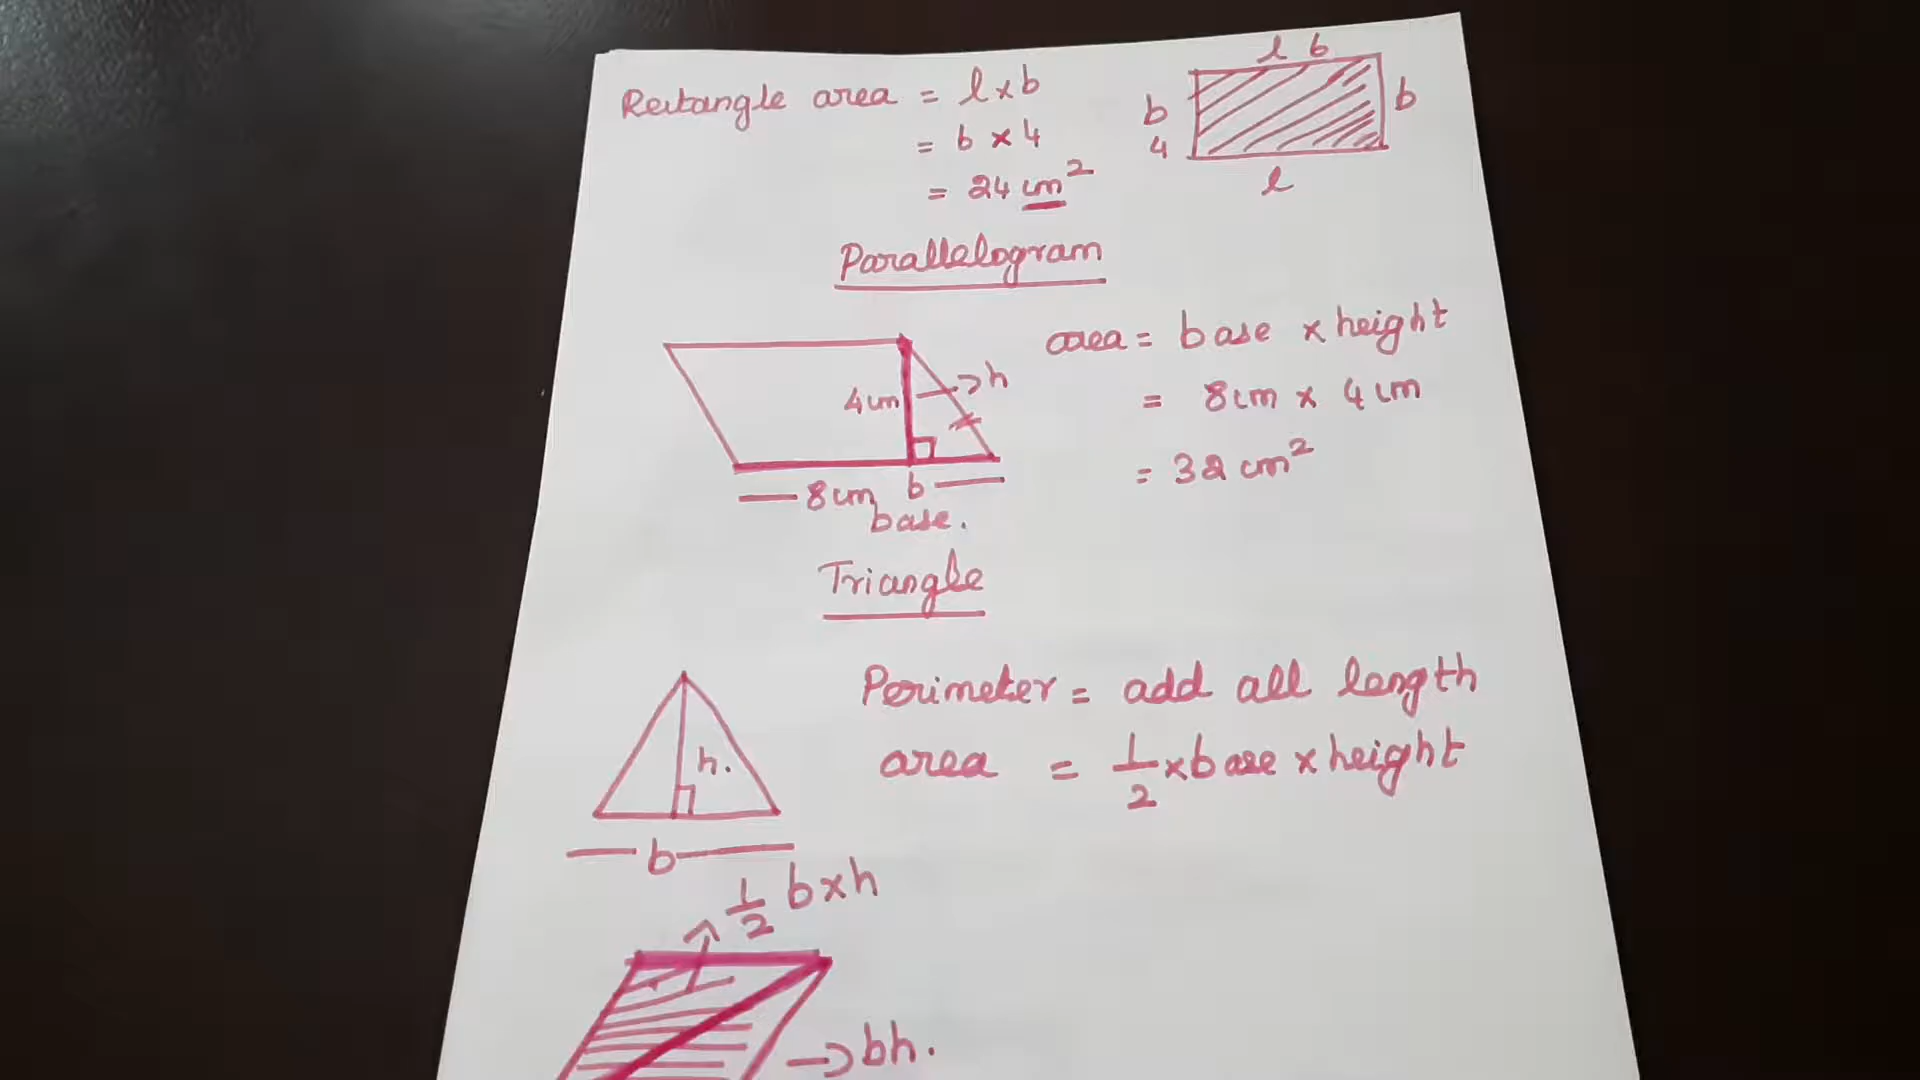 Rectangle area = l x b
= 6 x 4
= 24 cm²
l 6
b
4
b
l
Parallelogram
area = base x height
= 8cm x 4cm
= 32 cm²
4cm
h
8cm b
base.
Triangle
Perimeter = add all length
area = 1/2 x base x height
h.
b
1/2 b x h
→ bh.